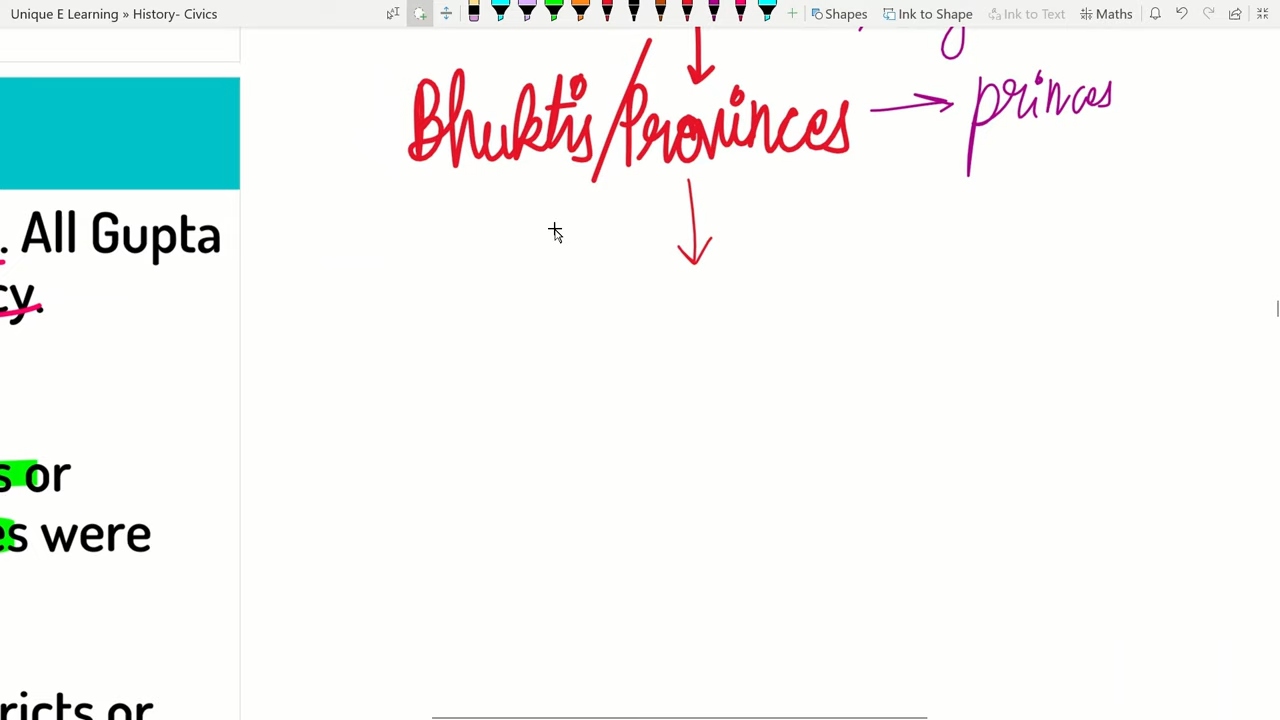 Unique E Learning » History- Civics
Shapes Ink to Shape Ink to Text Maths
Bhuktis/Provinces → princes
. All Gupta
cy.
s or
es were
ricts or